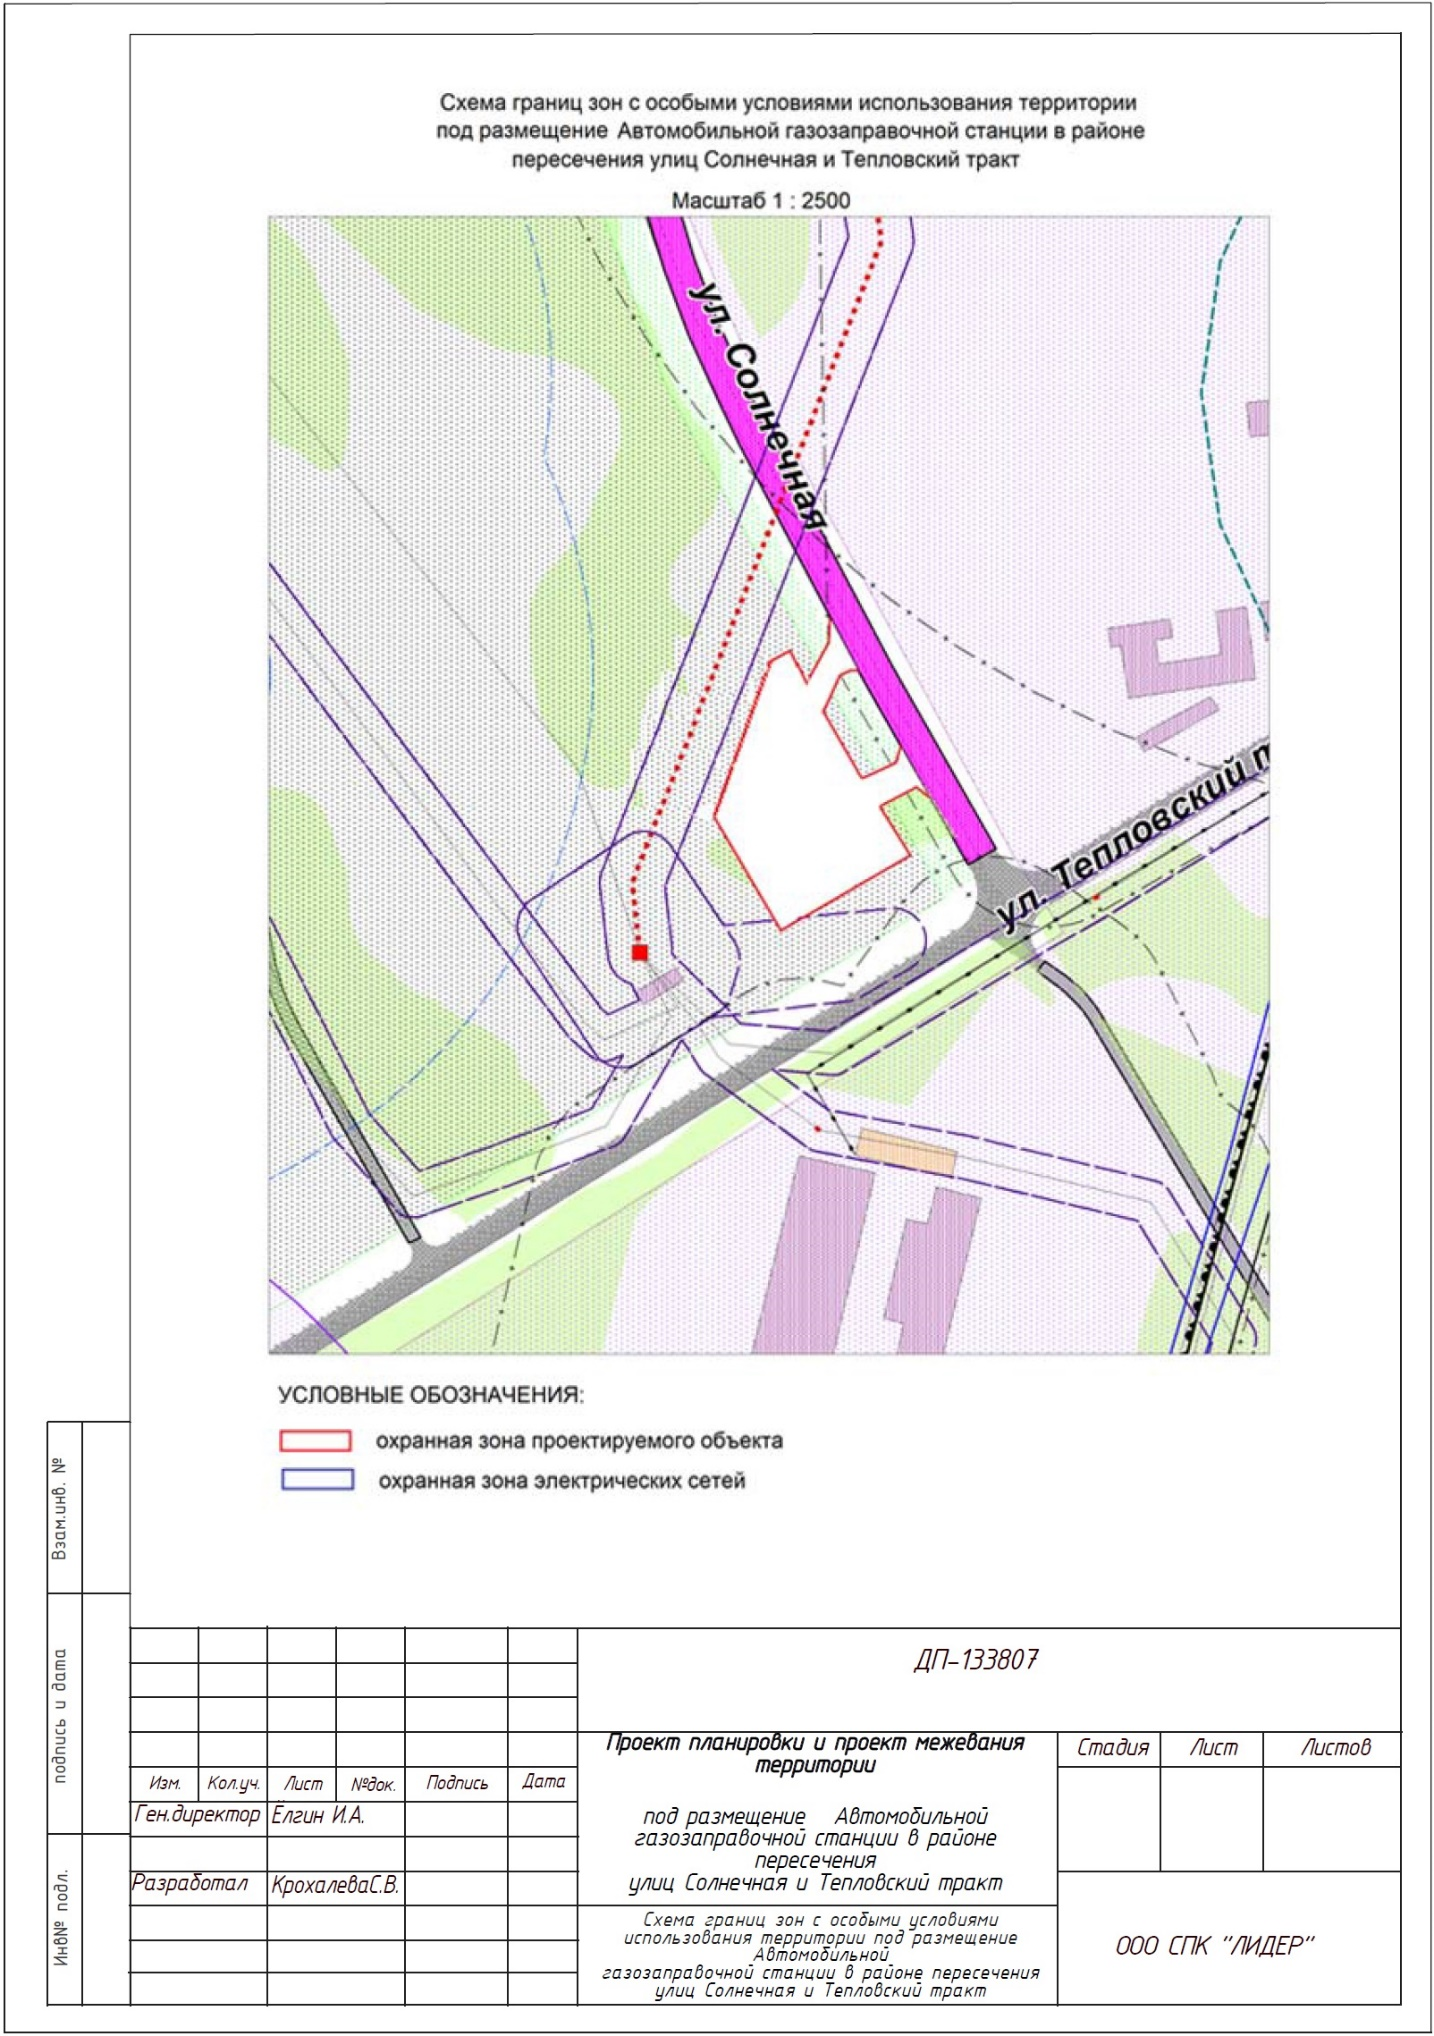 Схема границ зон с особыми условиями использования территории
под размещение Автомобильной газозаправочной станции в районе
пересечения улиц Солнечная и Тепловский тракт
Масштаб 1 : 2500
ул. Солнечная
ул. Тепловский т
УСЛОВНЫЕ ОБОЗНАЧЕНИЯ:
охранная зона проектируемого объекта
охранная зона электрических сетей
Взам.инв. №
подпись и дата
Инв№ подл.
ДП-133807
Изм. Кол.уч. Лист №док. Подпись Дата
Ген.директор Ёлгин И.А.
Разработал КрохалеваС.В.
Проект планировки и проект межевания
территории
под размещение Автомобильной
газозаправочной станции в районе
пересечения
улиц Солнечная и Тепловский тракт
Стадия Лист Листов
Схема границ зон с особыми условиями
использования территории под размещение
Автомобильной
газозаправочной станции в районе пересечения
улиц Солнечная и Тепловский тракт
ООО СПК "ЛИДЕР"